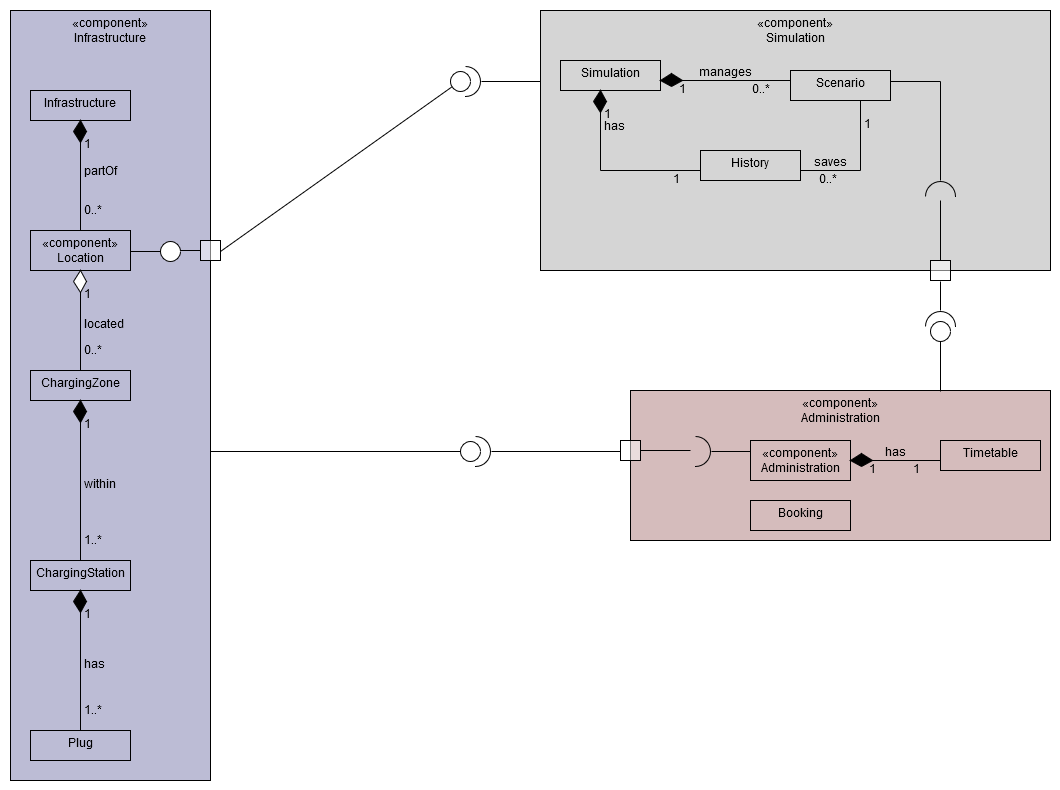 «component»
Infrastructure
Infrastructure
1
partOf
0..*
«component»
Location
1
located
0..*
ChargingZone
1
within
1..*
ChargingStation
1
has
1..*
Plug
«component»
Simulation
Simulation
1
manages
0..*
Scenario
1
has
1
History
saves
0..*
1
«component»
Administration
«component»
Administration
1
has
1
Timetable
Booking